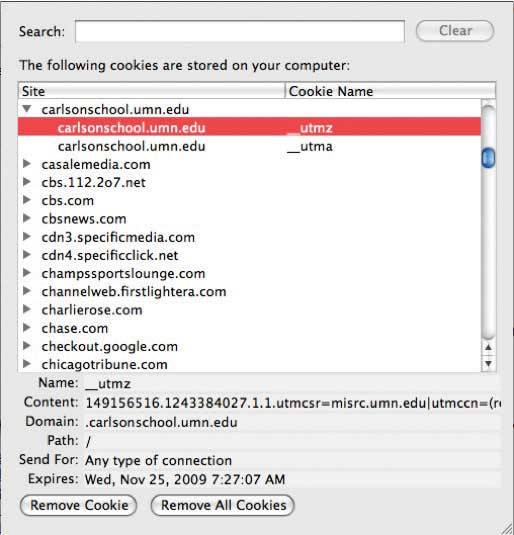 Search: Clear
The following cookies are stored on your computer:
Site Cookie Name
carlsonschool.umn.edu
carlsonschool.umn.edu __utmz
carlsonschool.umn.edu __utma
casalemedia.com
cbs.112.2o7.net
cbs.com
cbsnews.com
cdn3.specificmedia.com
cdn4.specificclick.net
champssportslounge.com
channelweb.firstlightera.com
charlierose.com
chase.com
checkout.google.com
chicagotribune.com
Name: __utmz
Content: 149156516.1243384027.1.1.utmcsr=misrc.umn.edu|utmccn=(re
Domain: .carlsonschool.umn.edu
Path: /
Send For: Any type of connection
Expires: Wed, Nov 25, 2009 7:27:07 AM
Remove Cookie Remove All Cookies